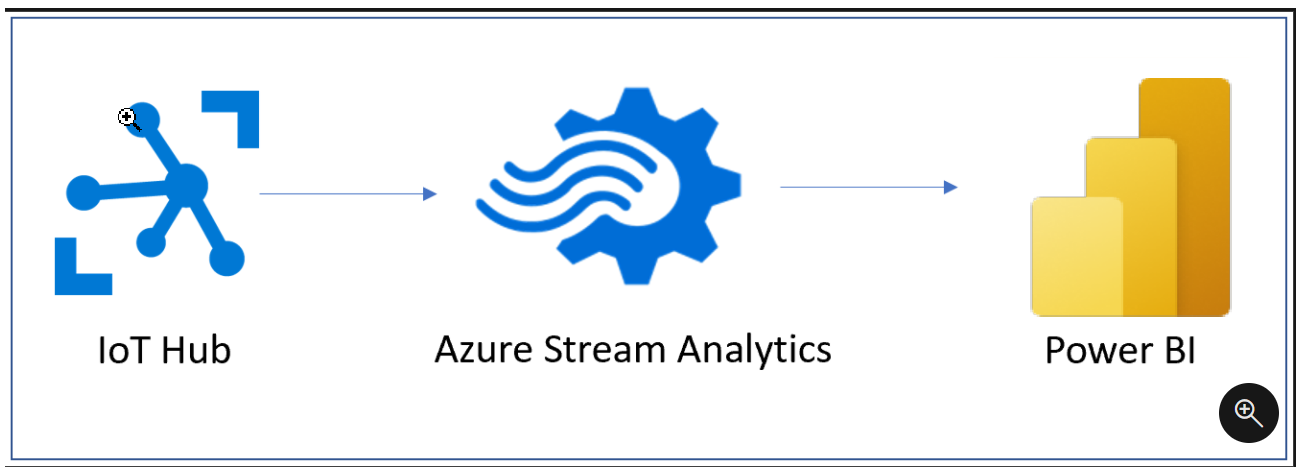 IoT Hub
Azure Stream Analytics
Power BI